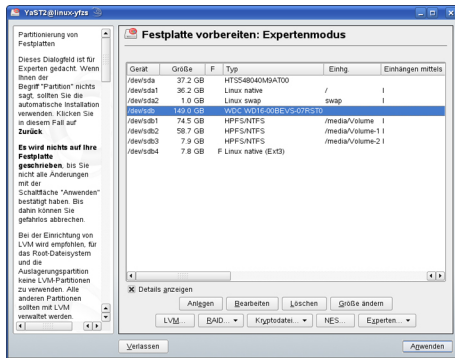 YaST2@linux-yfzs
Partitionierung von
Festplatten
Dieses Dialogfeld ist für
Experten gedacht. Wenn
Ihnen der
Begriff "Partition" nichts
sagt, sollten Sie die
automatische Installation
verwenden. Klicken Sie
in diesem Fall auf
Zurück.
Es wird nichts auf Ihre
Festplatte
geschrieben, bis Sie
nicht alle Änderungen
mit der
Schaltfläche "Anwenden"
bestätigt haben. Bis
dahin können Sie
gefahrlos abbrechen.
Bei der Einrichtung von
LVM wird empfohlen, für
das Root-Dateisystem
und die
Auslagerungspartition
keine LVM-Partitionen
zu verwenden. Alle
anderen Partitionen
sollten mit LVM
verwaltet werden.
Festplatte vorbereiten: Expertenmodus
Gerät Größe F Typ Einhg. Einhängen mittels
/dev/sda 37.2 GB HTS548040M9AT00
/dev/sda1 36.2 GB Linux native / I
/dev/sda2 1.0 GB Linux swap swap I
/dev/sdb 149.0 GB WDC WD16-00BEVS-07RST0
/dev/sdb1 74.5 GB HPFS/NTFS /media/Volume I
/dev/sdb2 58.7 GB HPFS/NTFS /media/Volume-1 I
/dev/sdb3 7.9 GB HPFS/NTFS /media/Volume-2 I
/dev/sdb4 7.8 GB F Linux native (Ext3)
Details anzeigen
Anlegen Bearbeiten Löschen Größe ändern
LVM... RAID... Kryptodatei... NFS... Experten...
Verlassen Anwenden